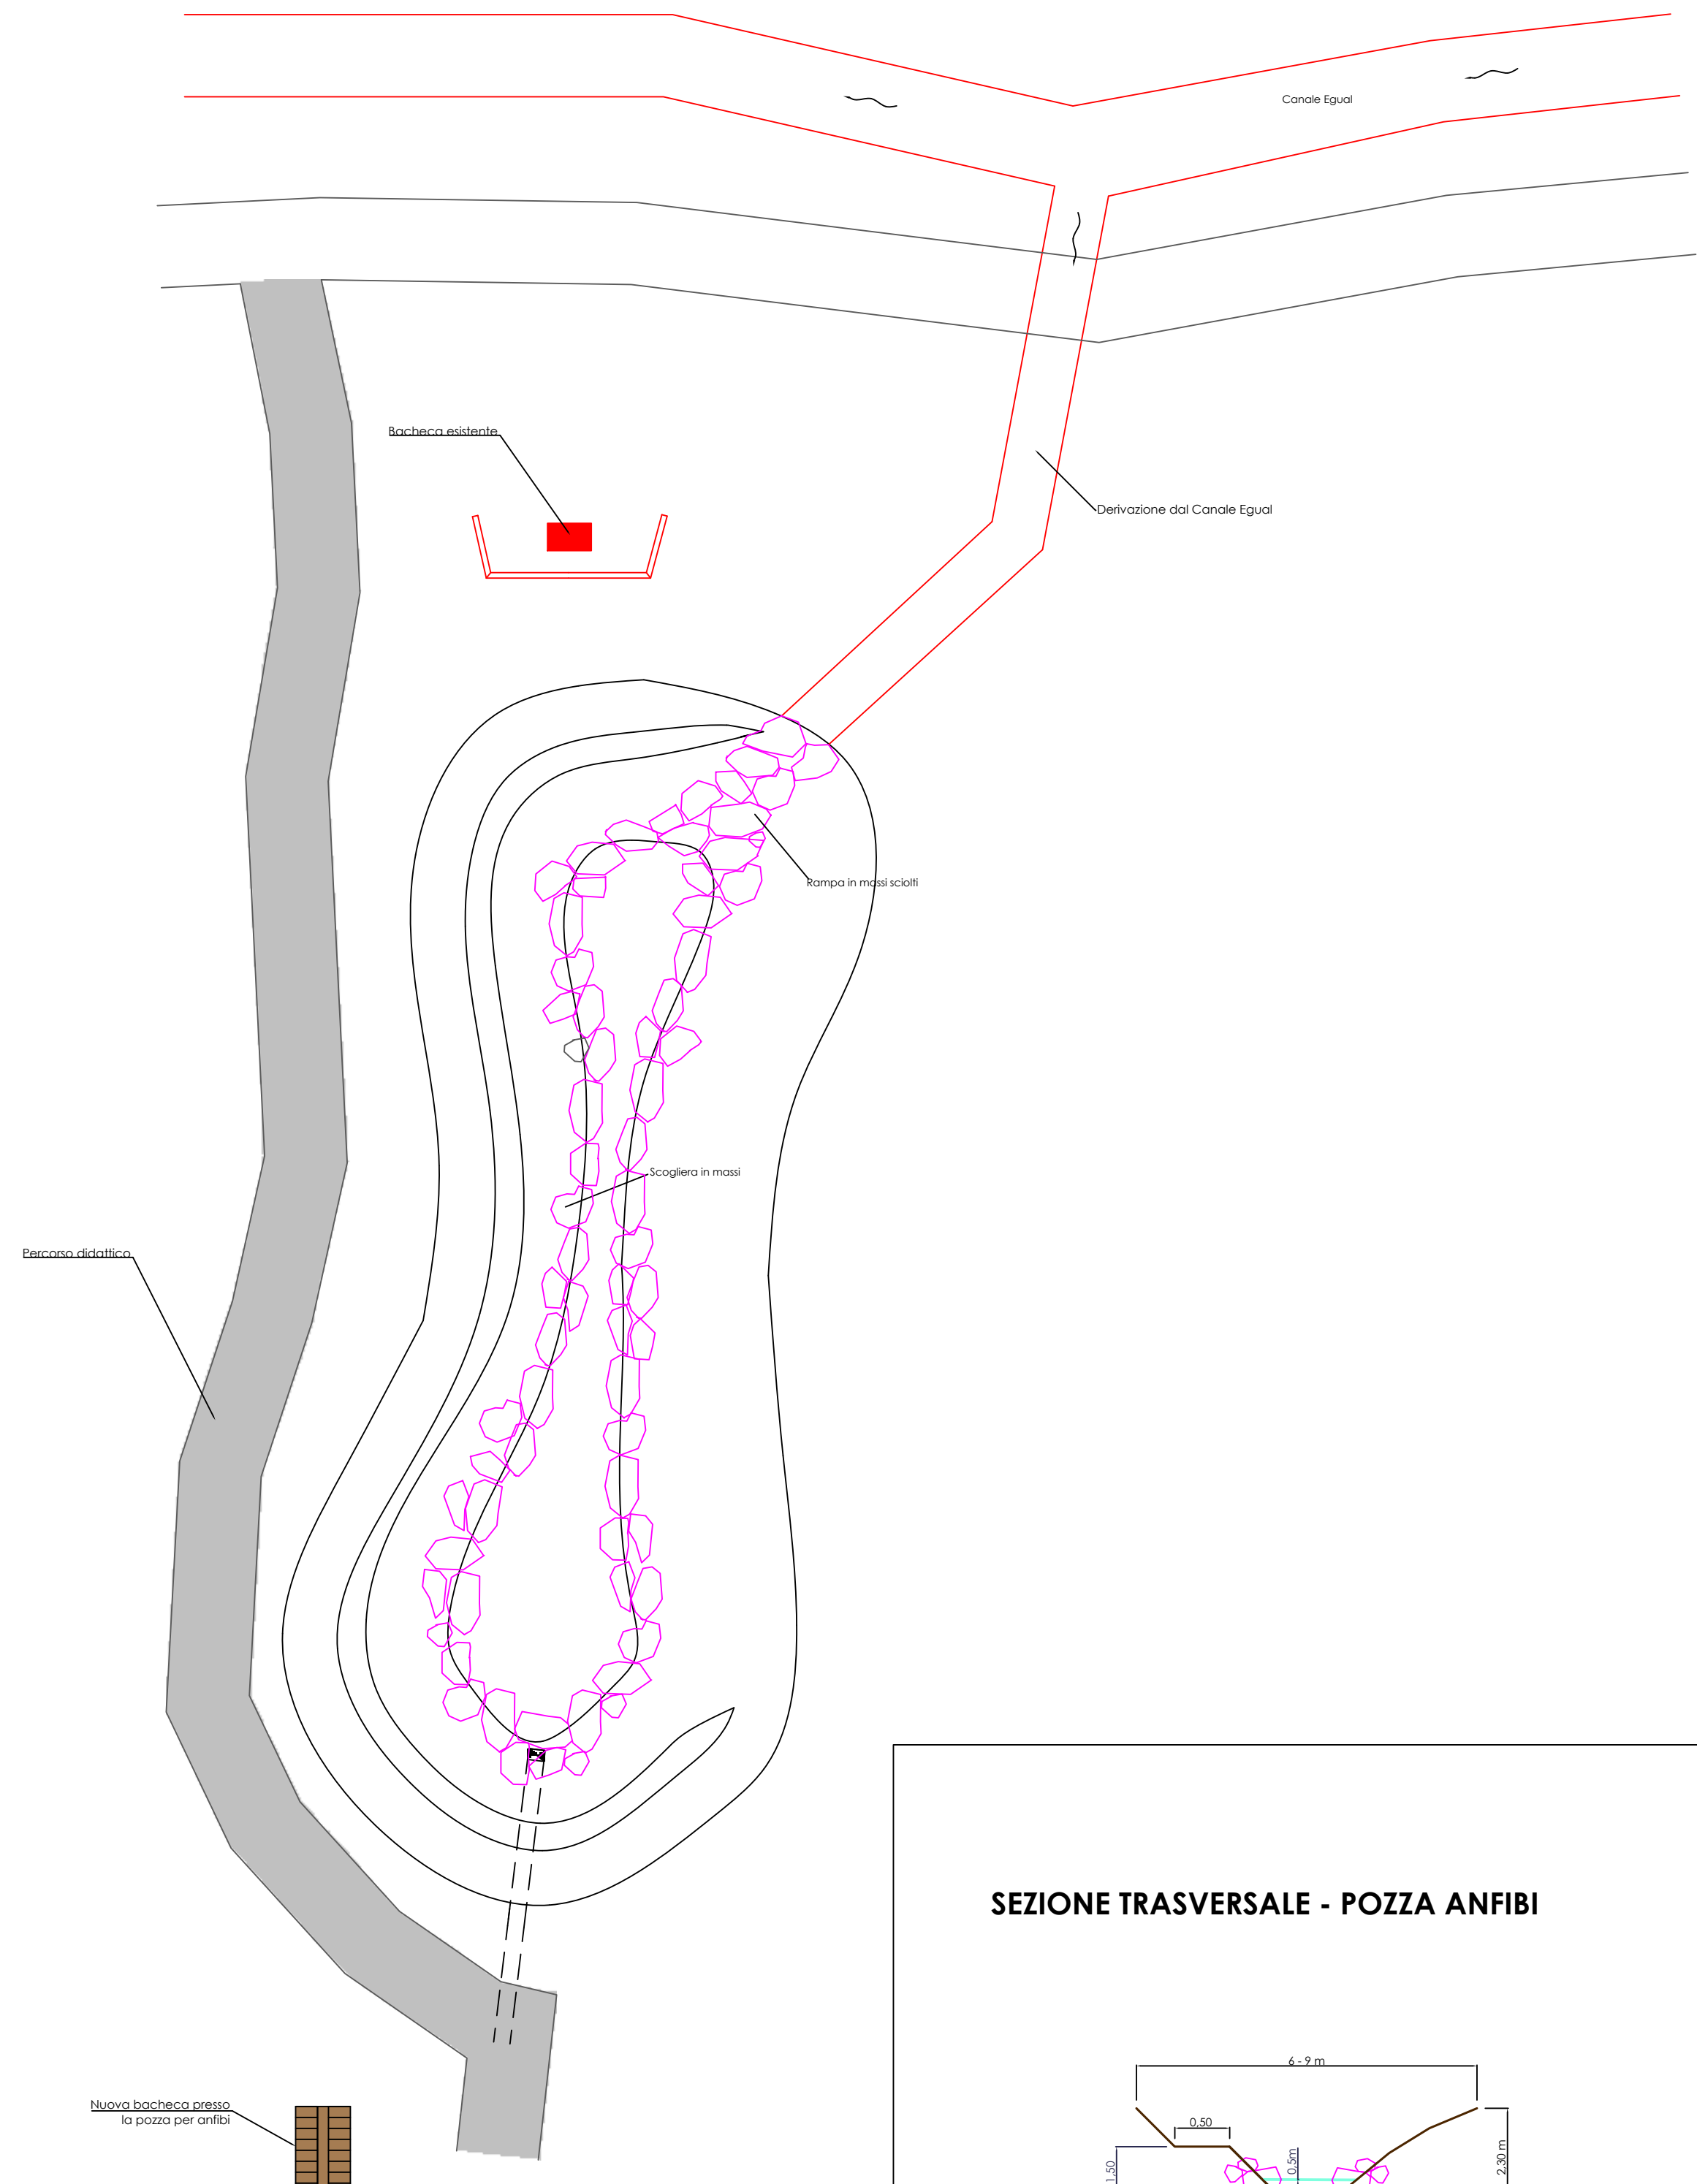 Canale Egual
Bacheca esistente
Derivazione dal Canale Egual
Rampa in massi sciolti
Scogliera in massi
Percorso didattico
SEZIONE TRASVERSALE - POZZA ANFIBI
6 - 9 m
Nuova bacheca presso
la pozza per anfibi
0,50
1,50
0,5m
2,30 m